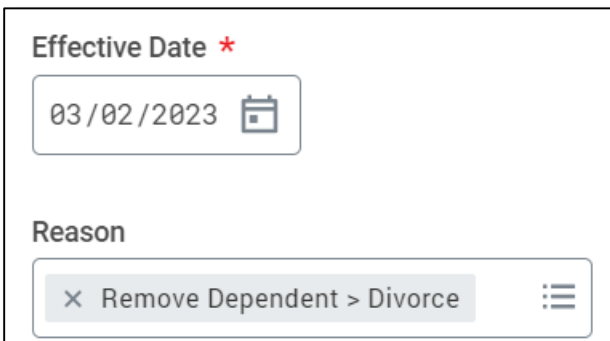 Effective Date *
03/02/2023
Reason
× Remove Dependent > Divorce